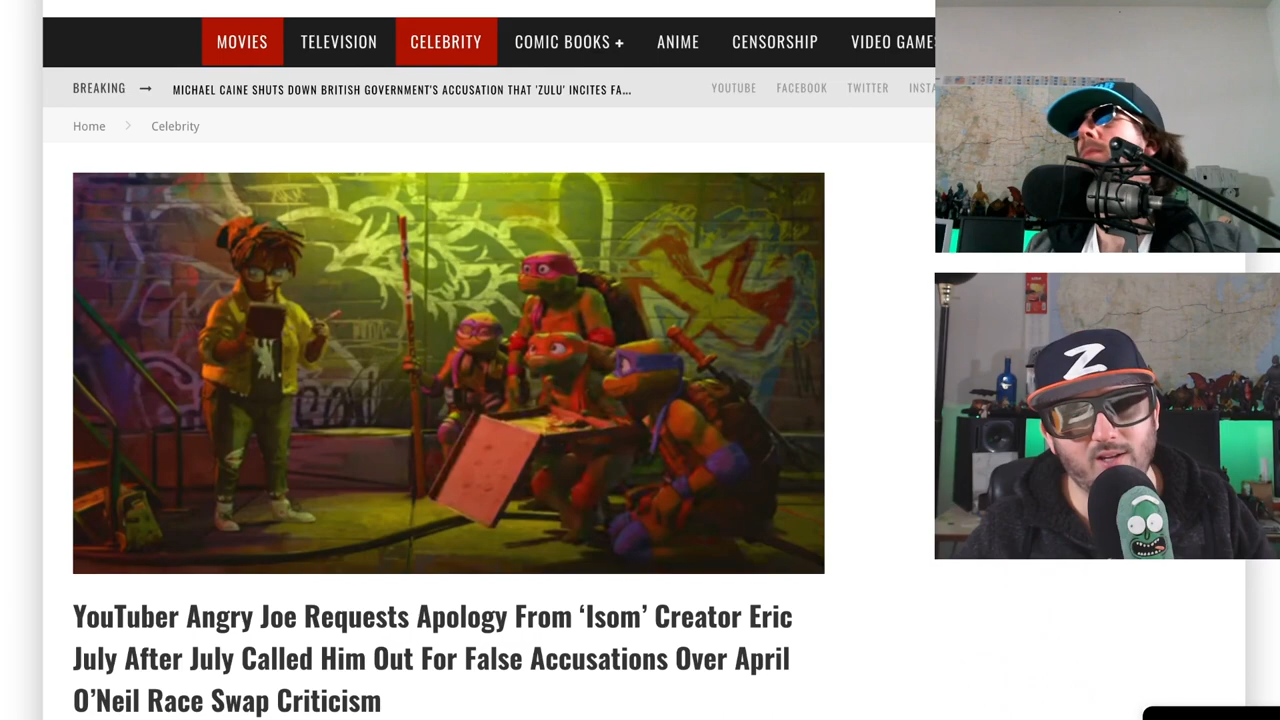 MOVIES TELEVISION CELEBRITY COMIC BOOKS + ANIME CENSORSHIP VIDEO GAME
BREAKING → MICHAEL CAINE SHUTS DOWN BRITISH GOVERNMENT'S ACCUSATION THAT 'ZULU' INCITES FA... YOUTUBE FACEBOOK TWITTER INSTA
Home > Celebrity
Z
YouTuber Angry Joe Requests Apology From ‘Isom’ Creator Eric
July After July Called Him Out For False Accusations Over April
O’Neil Race Swap Criticism